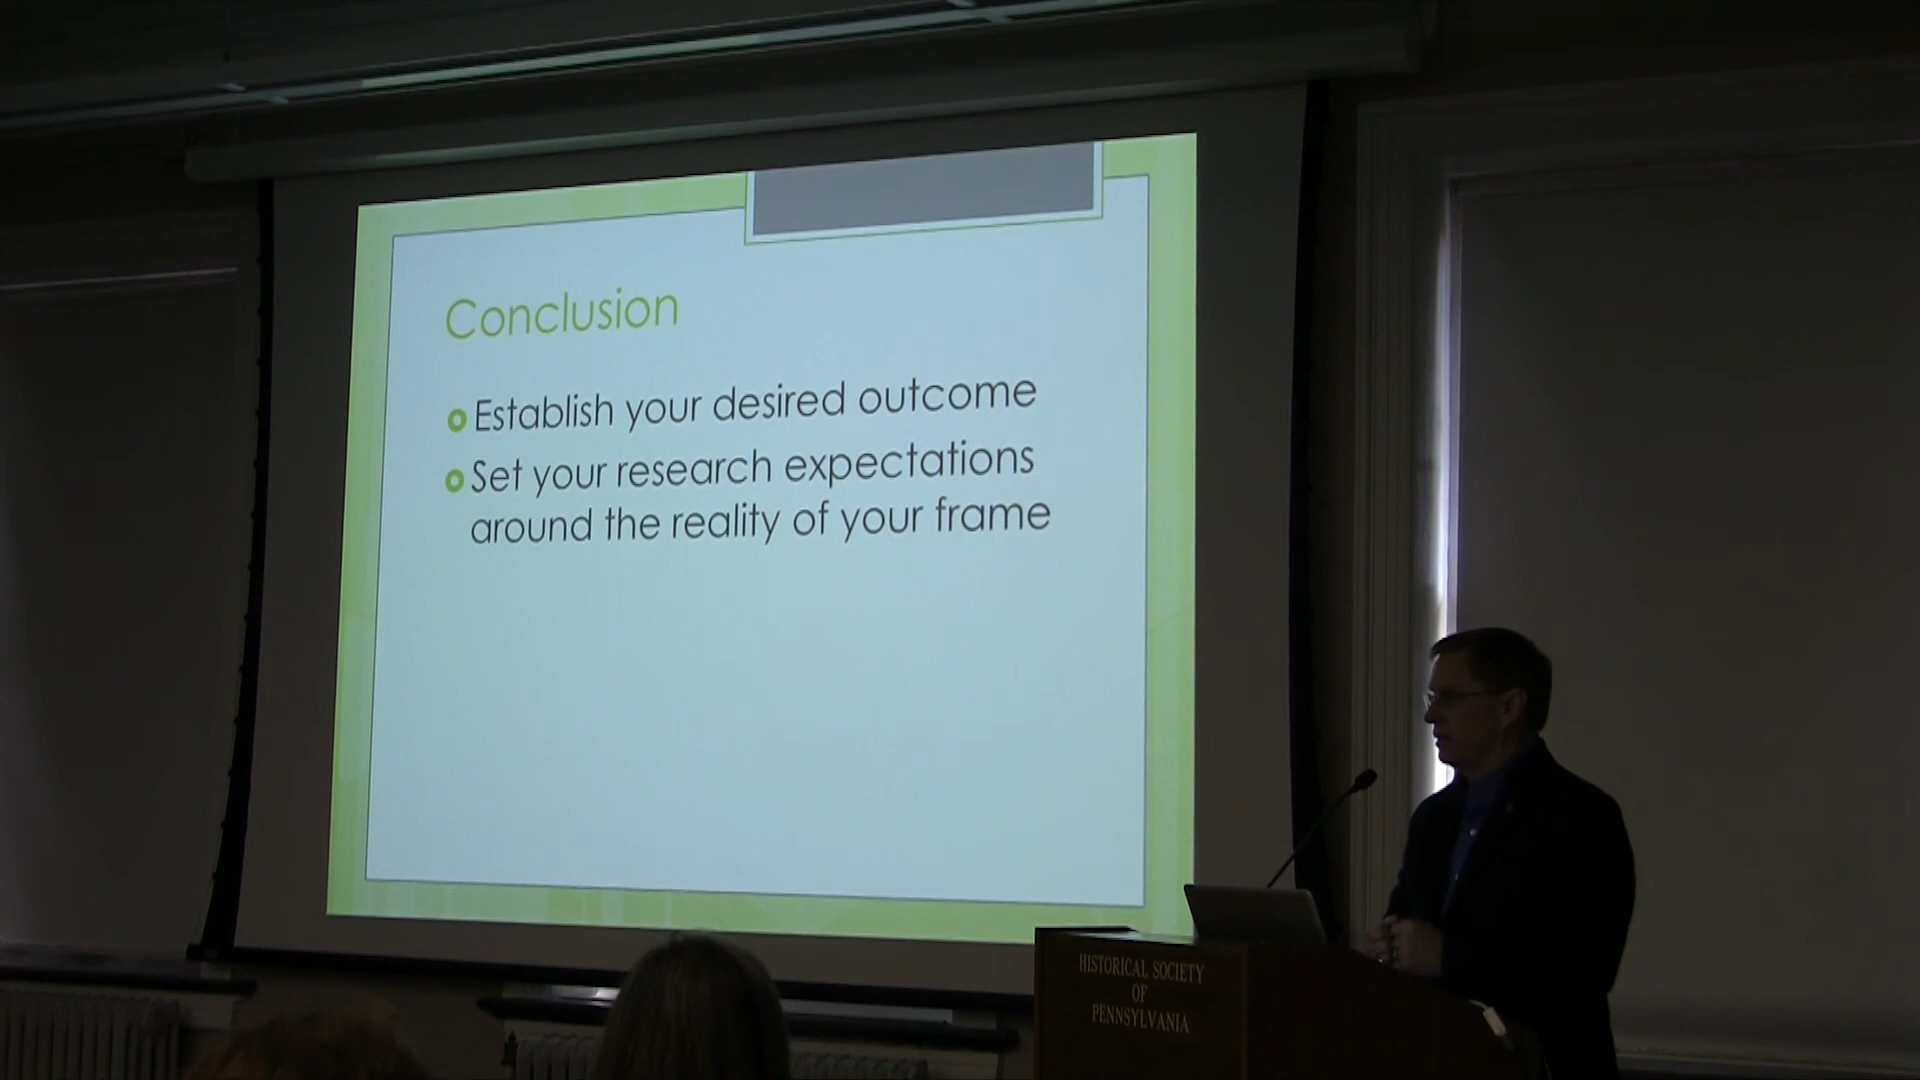 Conclusion
Establish your desired outcome
Set your research expectations
around the reality of your frame
HISTORICAL SOCIETY
OF
PENNSYLVANIA